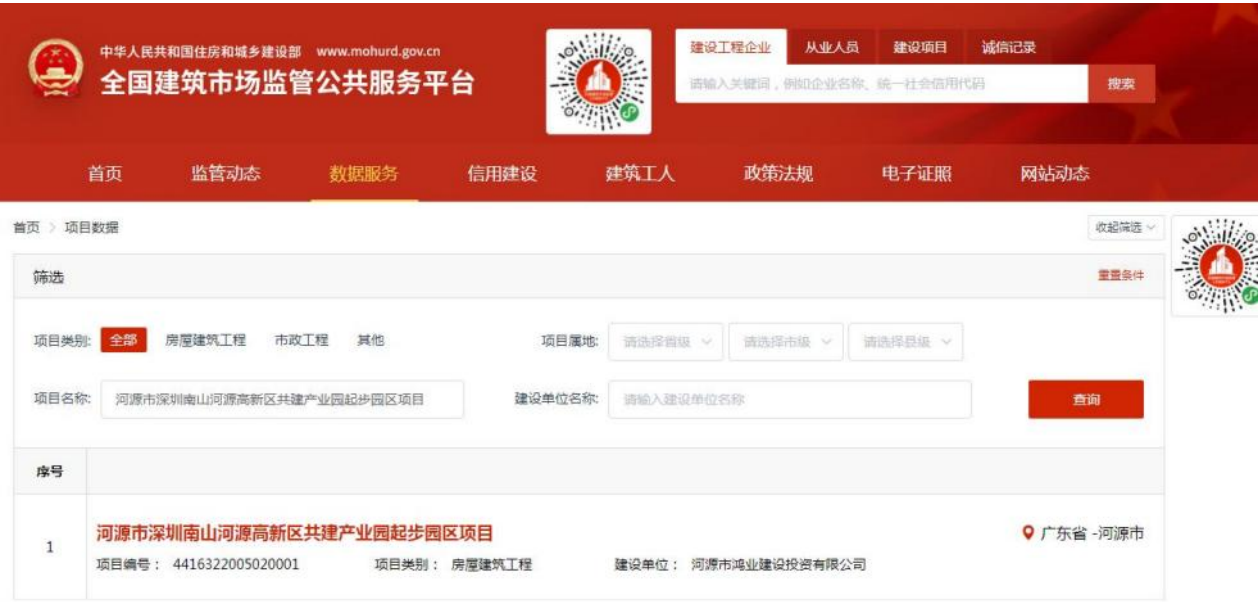 中华人民共和国住房和城乡建设部 www.mohurd.gov.cn
全国建筑市场监管公共服务平台
建设工程企业 从业人员 建设项目 诚信记录
请输入关键词，例如企业名称、统一社会信用代码 搜索
首页 监管动态 数据服务 信用建设 建筑工人 政策法规 电子证照 网站动态
首页 > 项目数据 收起筛选
筛选 重置条件
项目类别: 全部 房屋建筑工程 市政工程 其他 项目属地: 请选择省级 请选择市级 请选择县级
项目名称: 河源市深圳南山河源高新区共建产业园起步园区项目 建设单位名称: 请输入建设单位名称 查询
序号
1 河源市深圳南山河源高新区共建产业园起步园区项目 广东省 -河源市
项目编号： 4416322005020001 项目类别： 房屋建筑工程 建设单位： 河源市鸿业建设投资有限公司